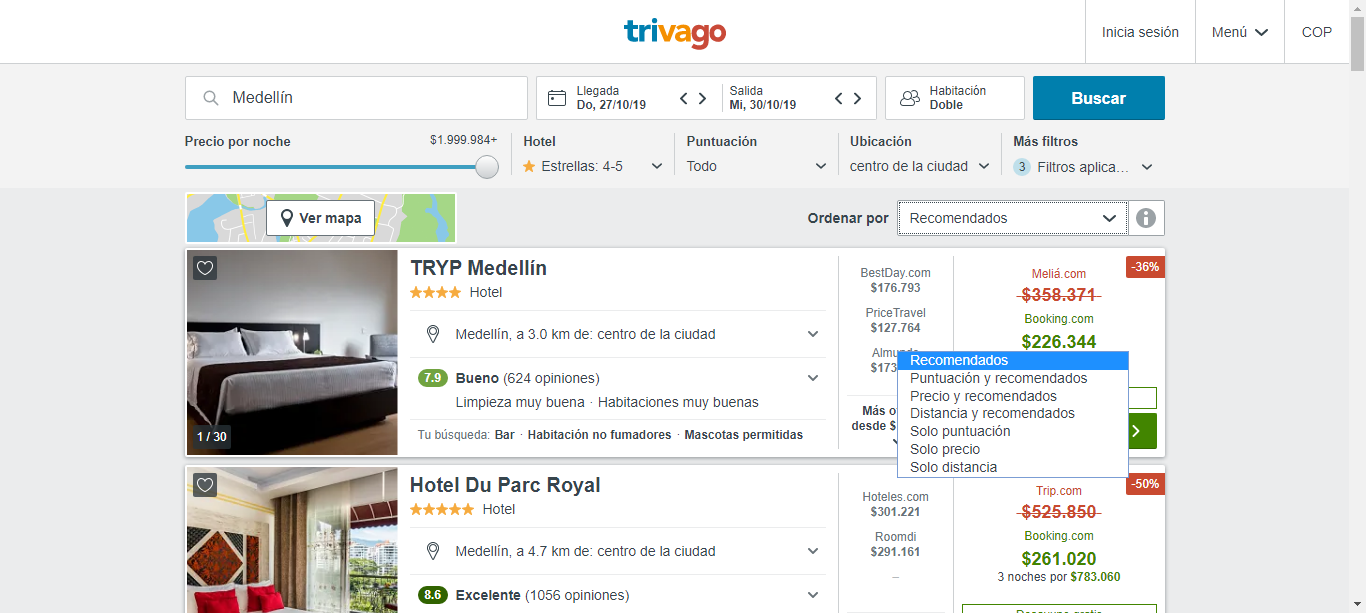 trivago
Inicia sesión
Menú
COP
Medellín
Llegada
Do, 27/10/19
Salida
Mi, 30/10/19
Habitación
Doble
Buscar
Precio por noche
$1.999.984+
Hotel
Estrellas: 4-5
Puntuación
Todo
Ubicación
centro de la ciudad
Más filtros
3 Filtros aplica...
Ver mapa
Ordenar por
Recomendados
TRYP Medellín
Hotel
Medellín, a 3.0 km de: centro de la ciudad
7.9 Bueno (624 opiniones)
Limpieza muy buena · Habitaciones muy buenas
Tu búsqueda: Bar · Habitación no fumadores · Mascotas permitidas
1 / 30
BestDay.com
$176.793
PriceTravel
$127.764
$173
Más
desde $
-36%
Meliá.com
$358.371
Booking.com
$226.344
Recomendados
Puntuación y recomendados
Precio y recomendados
Distancia y recomendados
Solo puntuación
Solo precio
Solo distancia
Hotel Du Parc Royal
Hotel
Medellín, a 4.7 km de: centro de la ciudad
8.6 Excelente (1056 opiniones)
Hoteles.com
$301.221
Roomdi
$291.161
-50%
Trip.com
$525.850
Booking.com
$261.020
3 noches por $783.060